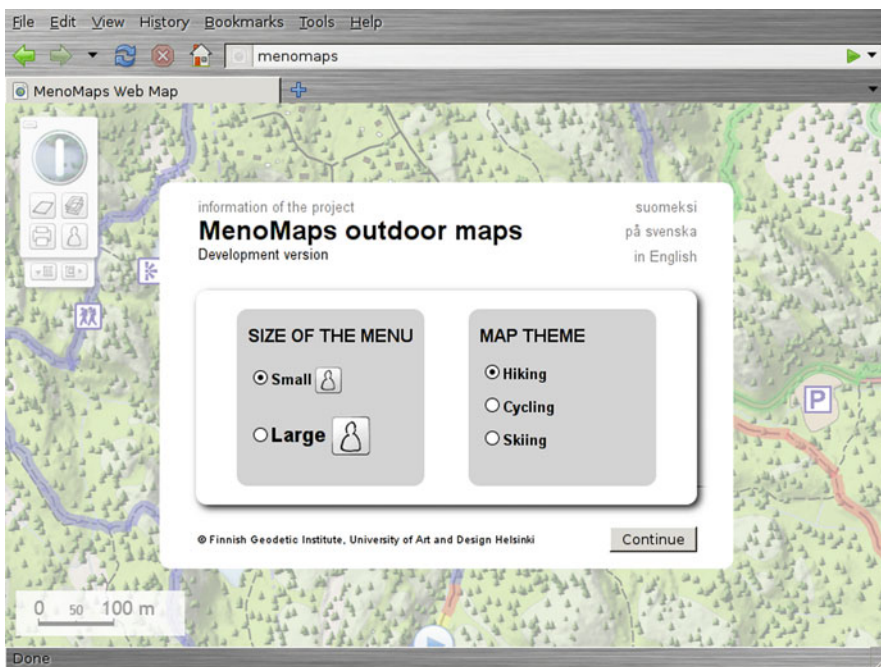 File Edit View History Bookmarks Tools Help
menomaps
MenoMaps Web Map
information of the project
suomeksi
MenoMaps outdoor maps
på svenska
Development version
in English
SIZE OF THE MENU
MAP THEME
Small
Hiking
Large
Cycling
Skiing
P
© Finnish Geodetic Institute, University of Art and Design Helsinki
Continue
0 50 100 m
Done